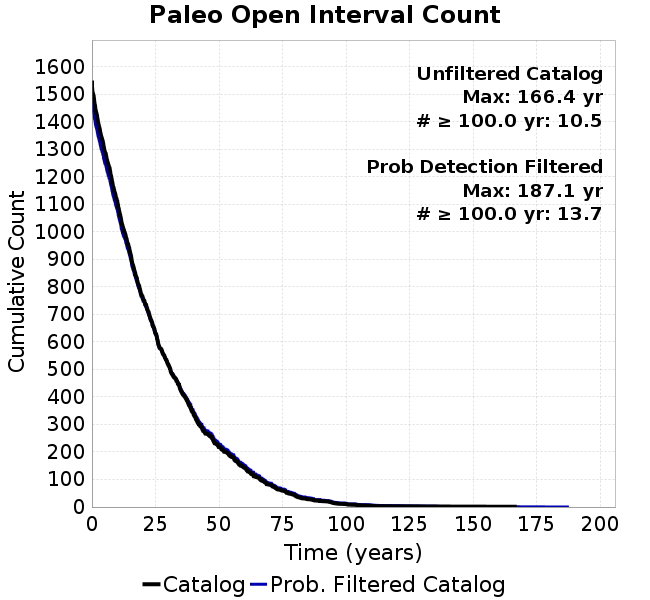 Paleo Open Interval Count
Unfiltered Catalog
Max: 166.4 yr
# ≥ 100.0 yr: 10.5
Prob Detection Filtered
Max: 187.1 yr
# ≥ 100.0 yr: 13.7
Cumulative Count
1600
1500
1400
1300
1200
1100
1000
900
800
700
600
500
400
300
200
100
0
0 25 50 75 100 125 150 175 200
Time (years)
Catalog Prob. Filtered Catalog